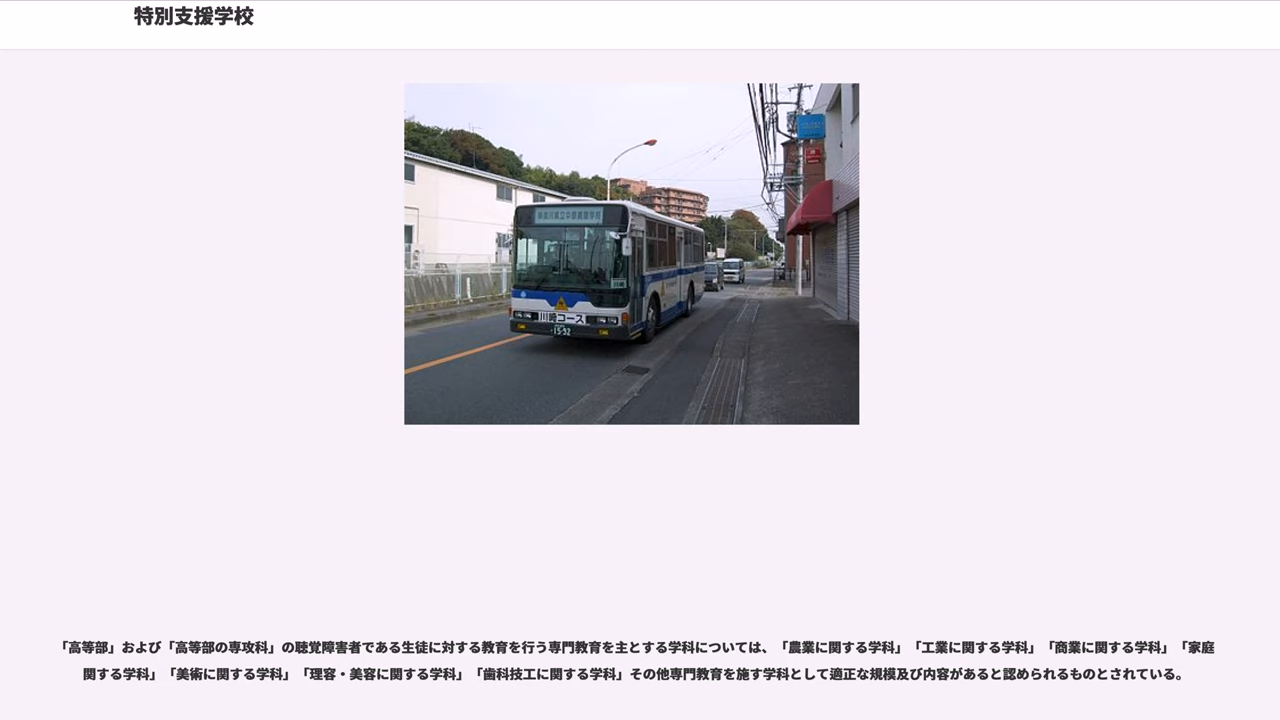 特別支援学校
川崎コース
15-92
「高等部」および「高等部の専攻科」の聴覚障害者である生徒に対する教育を行う専門教育を主とする学科については、「農業に関する学科」「工業に関する学科」「商業に関する学科」「家庭
関する学科」「美術に関する学科」「理容・美容に関する学科」「歯科技工に関する学科」その他専門教育を施す学科として適正な規模及び内容があると認められるものとされている。